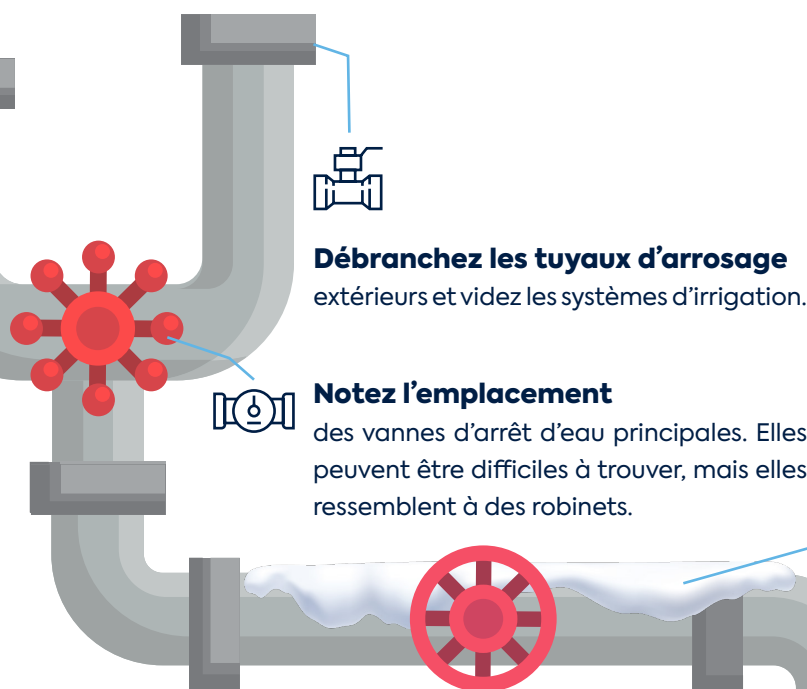 Débranchez les tuyaux d’arrosage
extérieurs et videz les systèmes d’irrigation.
Notez l’emplacement
des vannes d’arrêt d’eau principales. Elles
peuvent être difficiles à trouver, mais elles
ressemblent à des robinets.